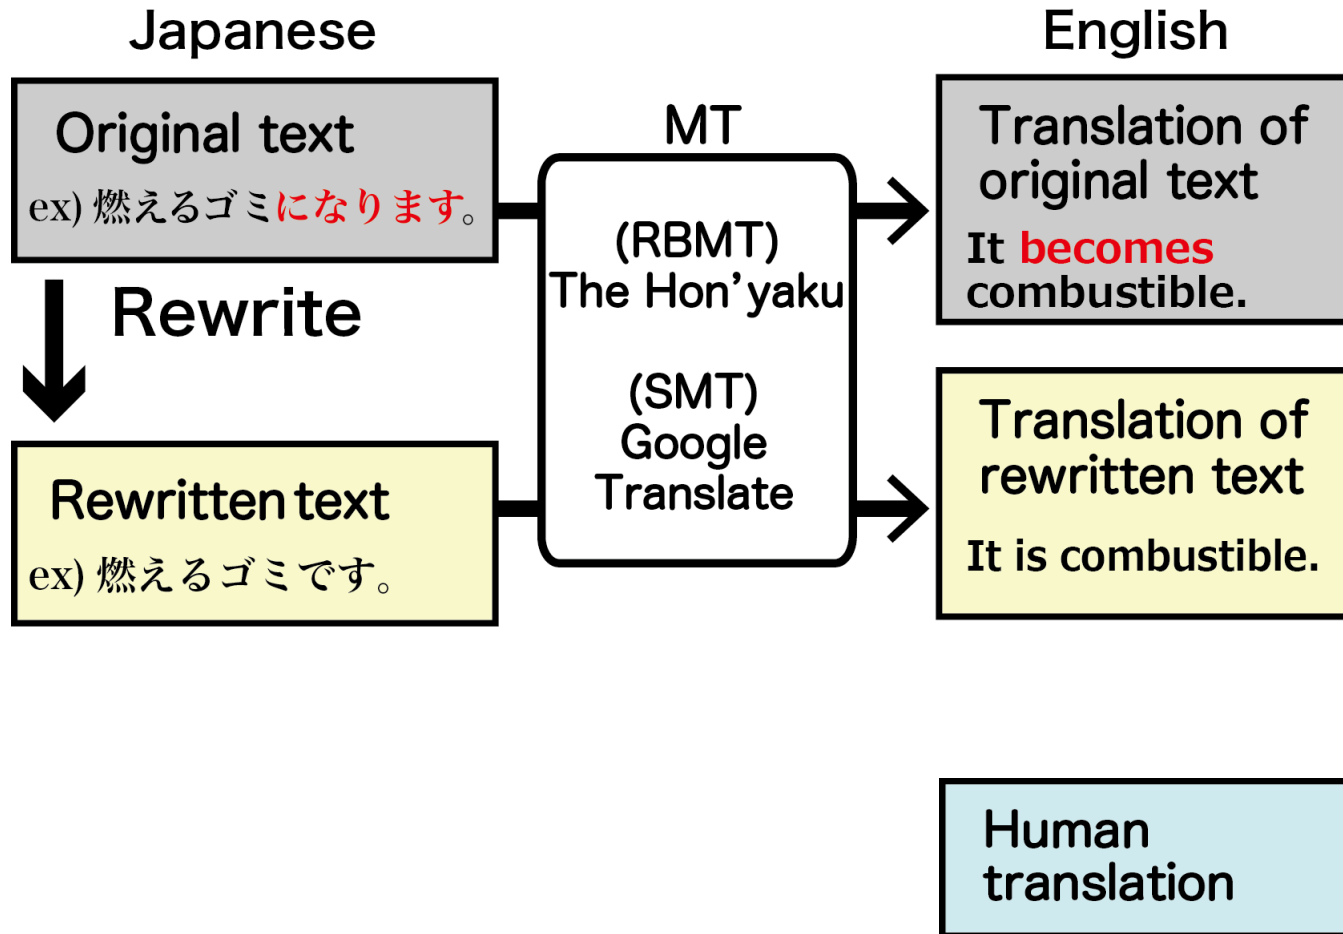 Japanese
English
Original text
ex) 燃えるゴミになります。
Rewrite
Rewritten text
ex) 燃えるゴミです。
MT
(RBMT)
The Hon’yaku
(SMT)
Google
Translate
Translation of
original text
It becomes
combustible.
Translation of
rewritten text
It is combustible.
Human
translation